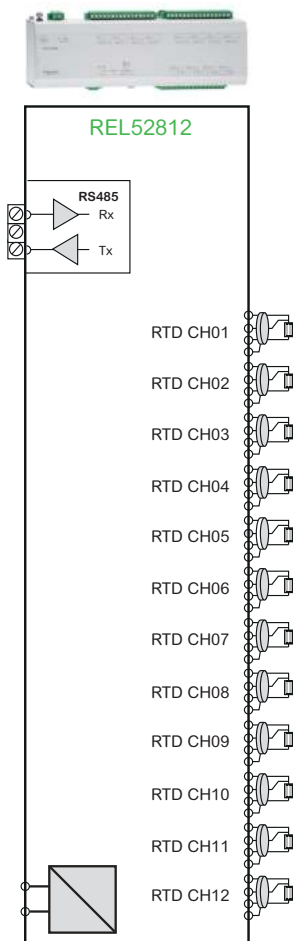 REL52812
RS485
Rx
Tx
RTD CH01
RTD CH02
RTD CH03
RTD CH04
RTD CH05
RTD CH06
RTD CH07
RTD CH08
RTD CH09
RTD CH10
RTD CH11
RTD CH12